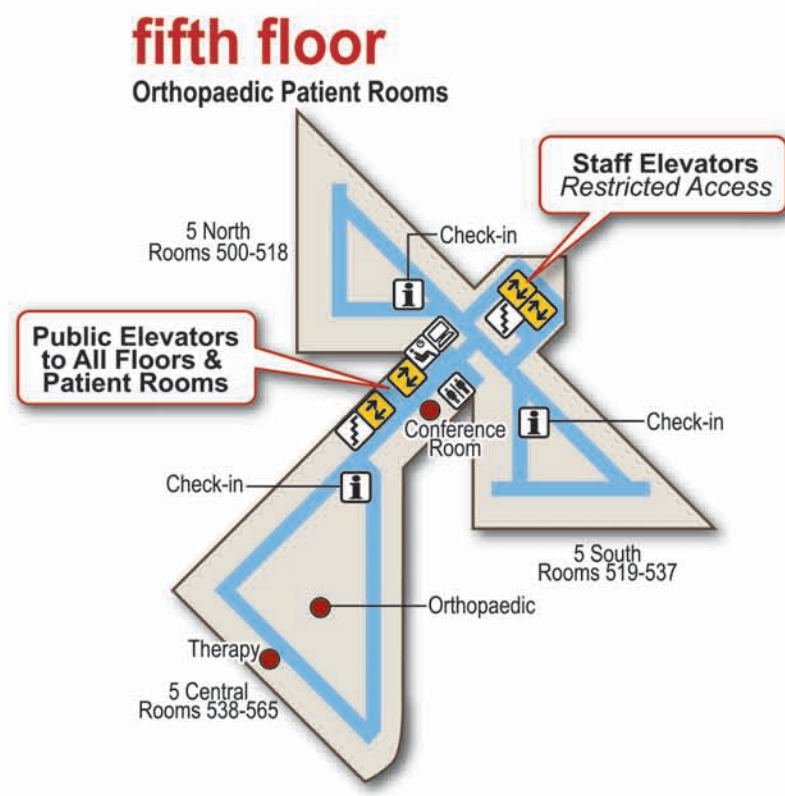 fifth floor
Orthopaedic Patient Rooms
Staff Elevators
Restricted Access
5 North
Rooms 500-518
Check-in
Public Elevators
to All Floors &
Patient Rooms
Conference
Room
Check-in
Check-in
5 South
Rooms 519-537
Orthopaedic
Therapy
5 Central
Rooms 538-565